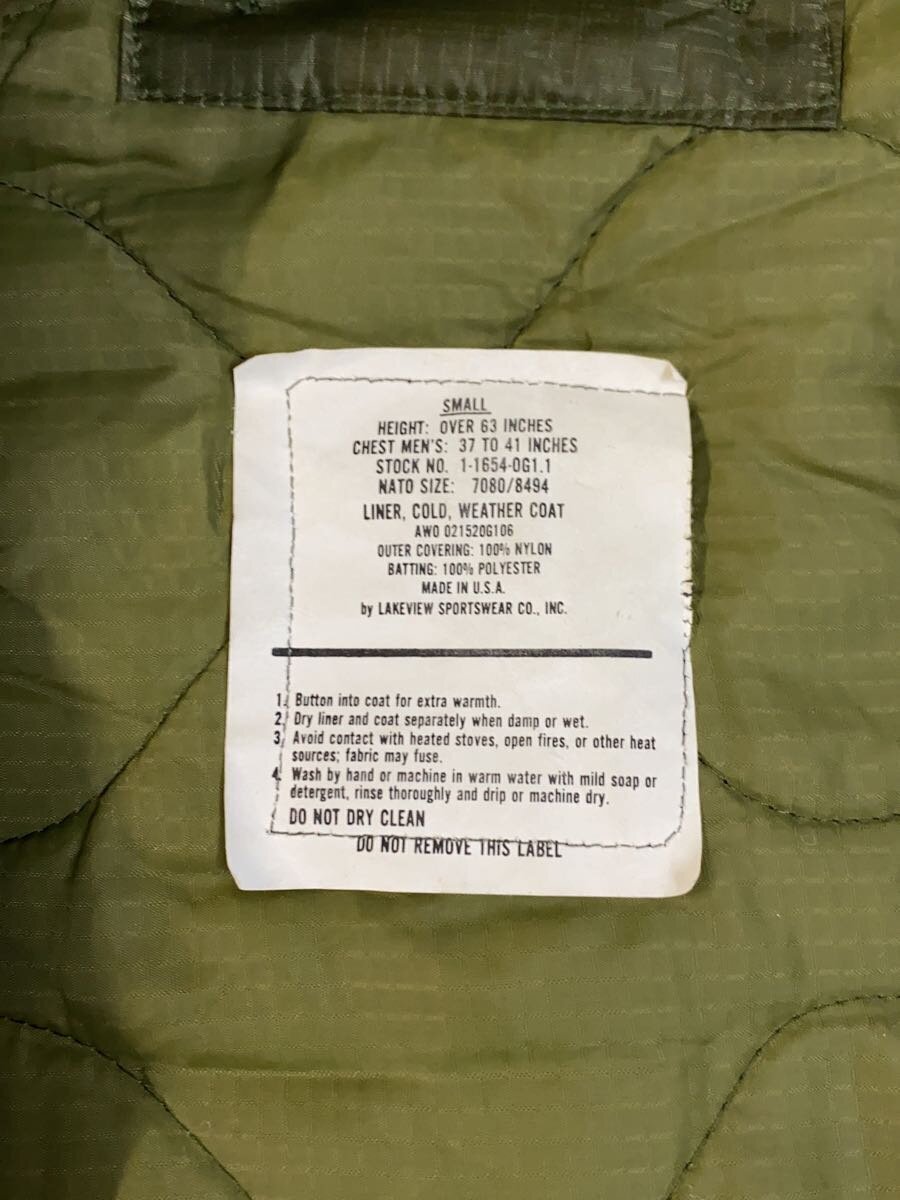 SMALL
HEIGHT: OVER 63 INCHES
CHEST MEN'S: 37 TO 41 INCHES
STOCK NO. 1-1654-OG1.1
NATO SIZE: 7080/8494
LINER, COLD, WEATHER COAT
AWO 02152OG106
OUTER COVERING: 100% NYLON
BATTING: 100% POLYESTER
MADE IN U.S.A.
by LAKEVIEW SPORTSWEAR CO., INC.
1. Button into coat for extra warmth.
2. Dry liner and coat separately when damp or wet.
3. Avoid contact with heated stoves, open fires, or other heat
sources; fabric may fuse.
4. Wash by hand or machine in warm water with mild soap or
detergent, rinse thoroughly and drip or machine dry.
DO NOT DRY CLEAN
DO NOT REMOVE THIS LABEL